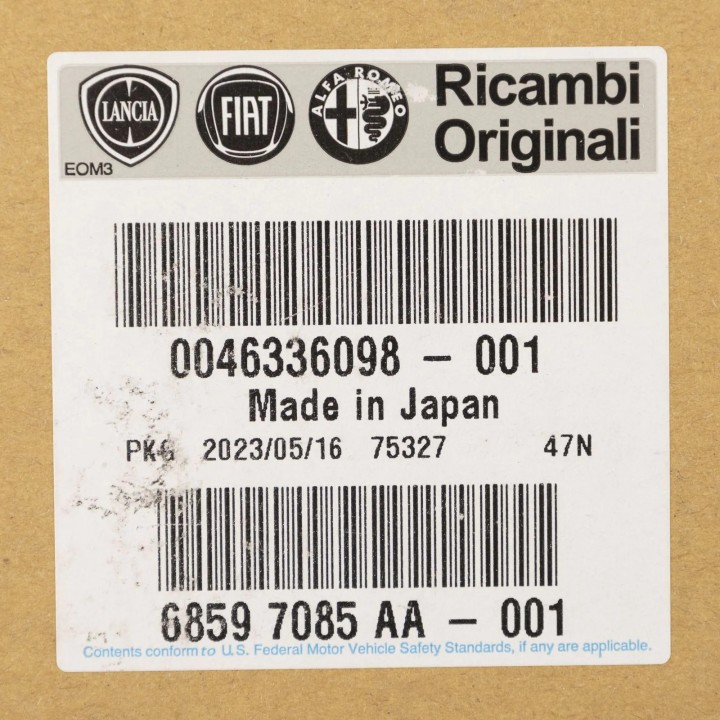 LANCIA FIAT ALFA ROMEO Ricambi
Originali
EOM3
0046336098 - 001
Made in Japan
PKG 2023/05/16 75327 47N
6859 7085 AA - 001
Contents conform to U.S. Federal Motor Vehicle Safety Standards, if any are applicable.